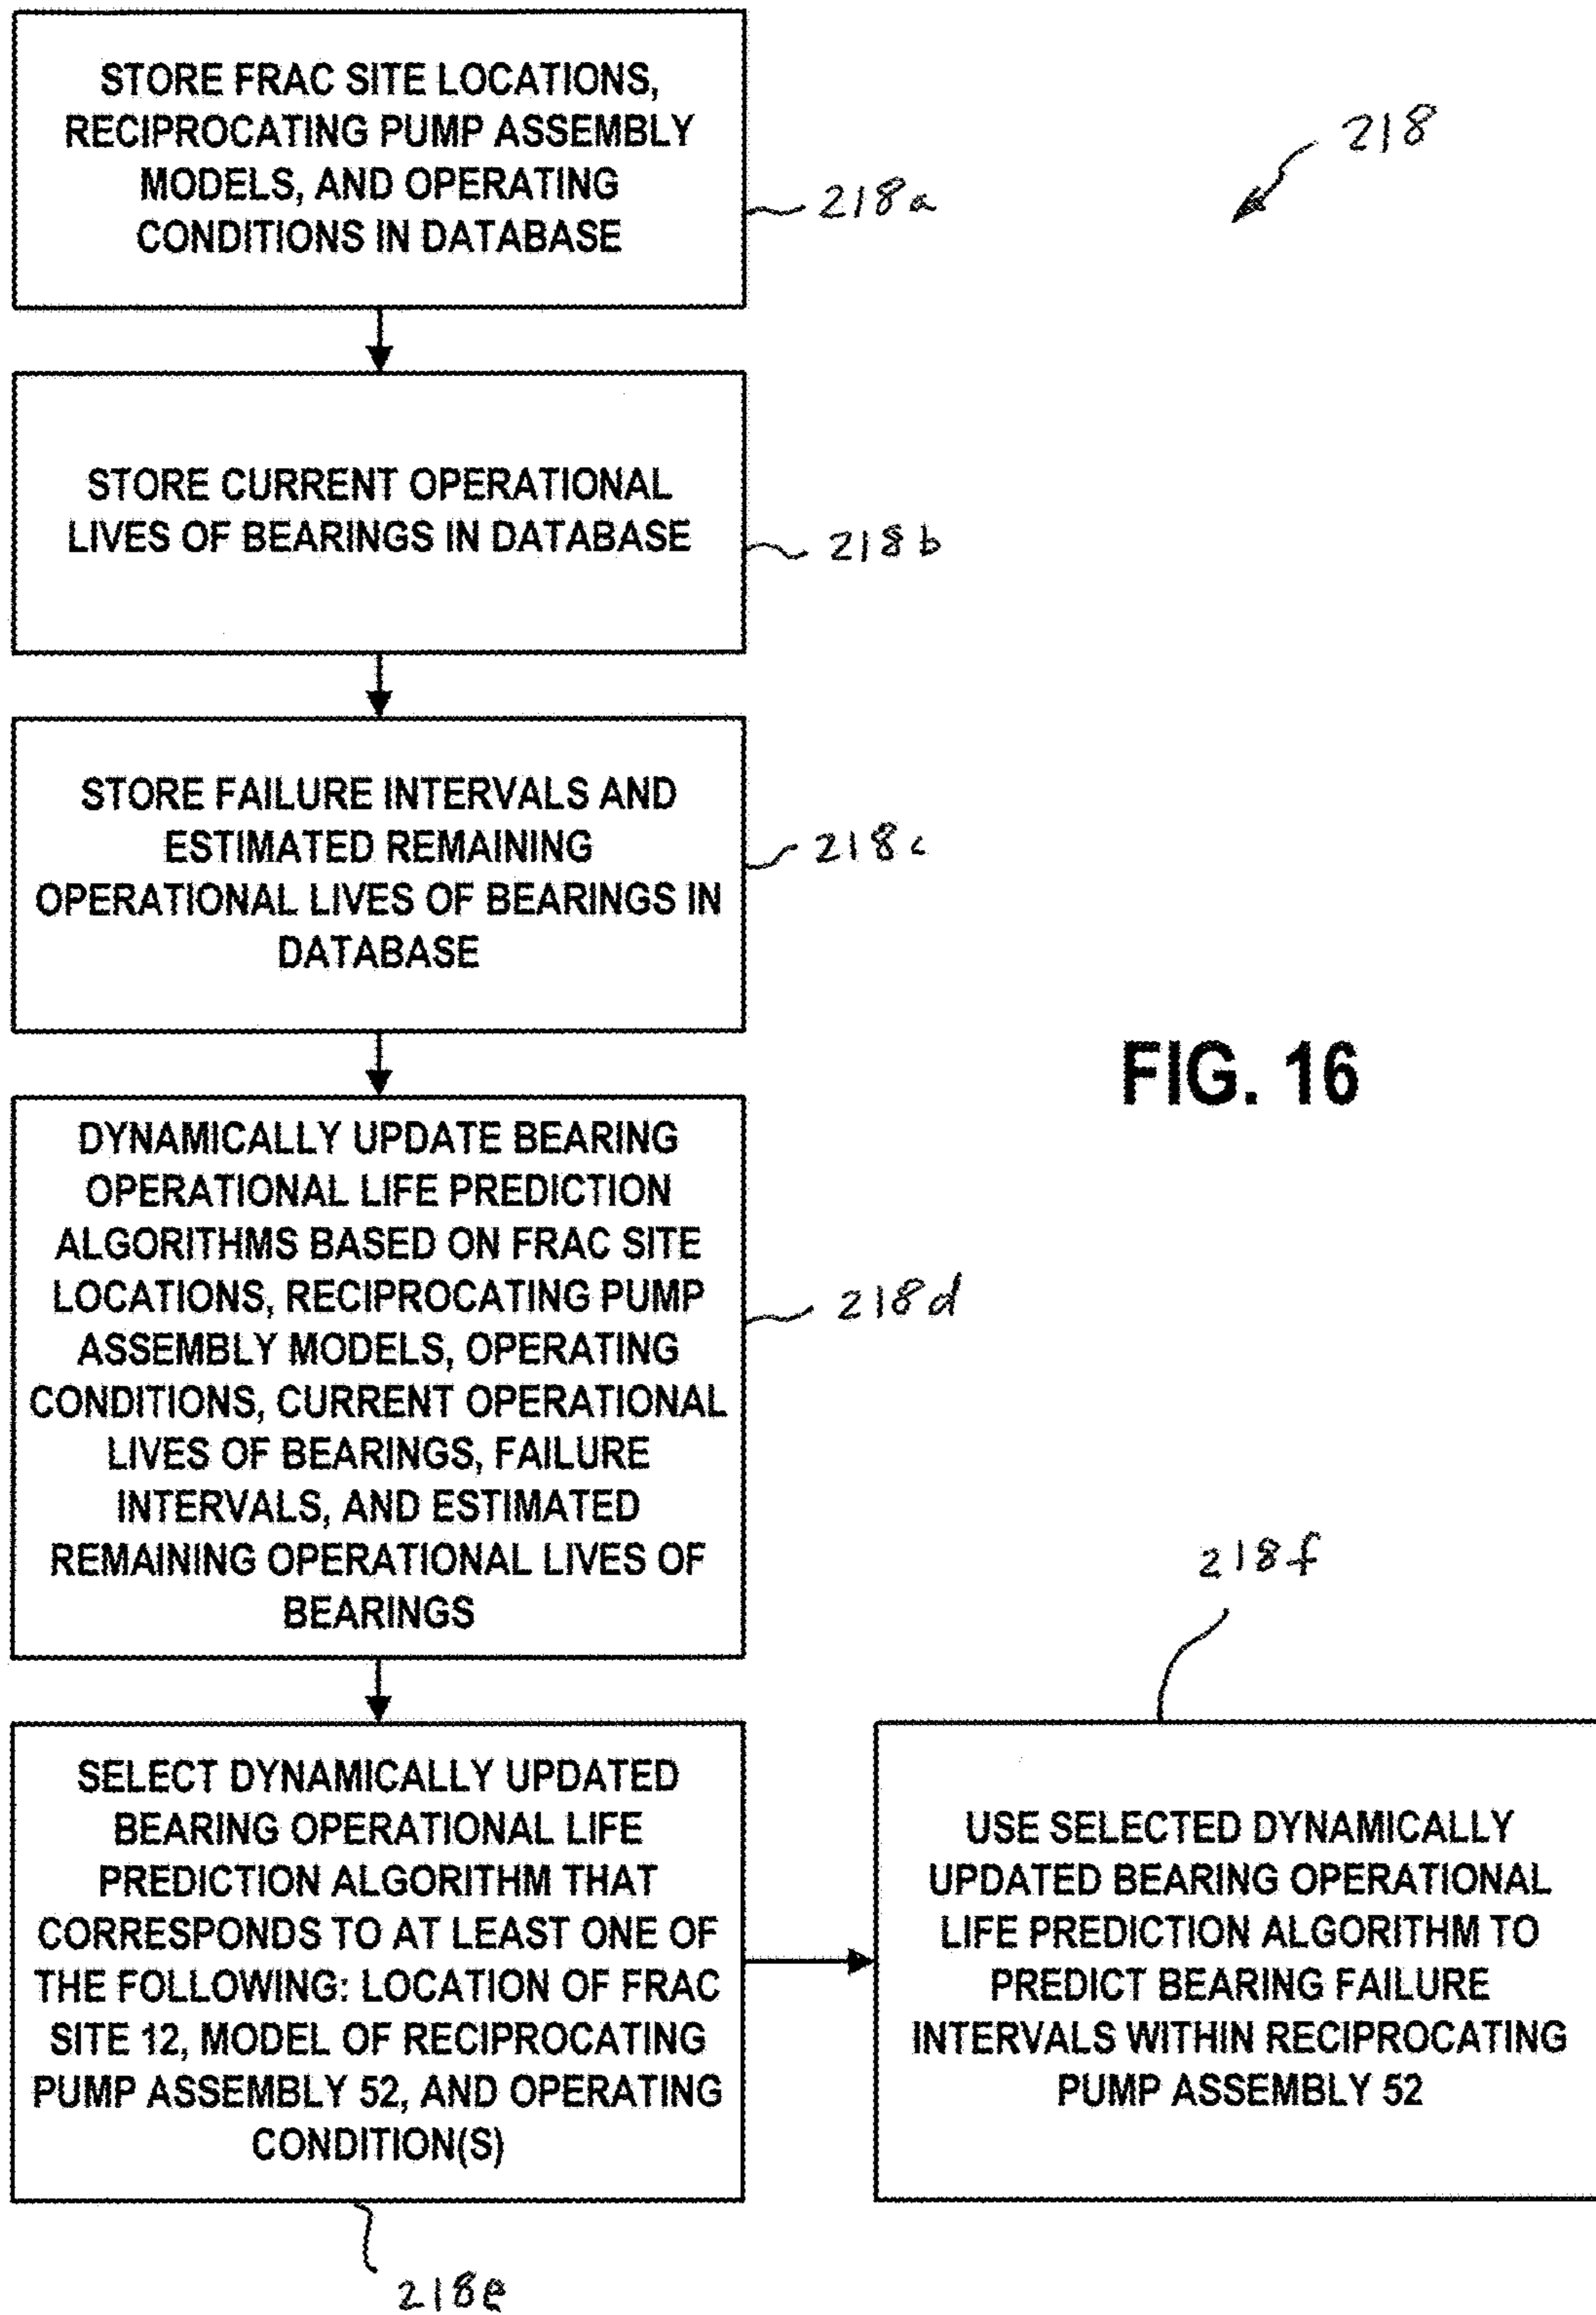 STORE FRAC SITE LOCATIONS,
RECIPROCATING PUMP ASSEMBLY
MODELS, AND OPERATING
CONDITIONS IN DATABASE
218a
218
STORE CURRENT OPERATIONAL
LIVES OF BEARINGS IN DATABASE
218b
STORE FAILURE INTERVALS AND
ESTIMATED REMAINING
OPERATIONAL LIVES OF BEARINGS IN
DATABASE
218c
FIG. 16
DYNAMICALLY UPDATE BEARING
OPERATIONAL LIFE PREDICTION
ALGORITHMS BASED ON FRAC SITE
LOCATIONS, RECIPROCATING PUMP
ASSEMBLY MODELS, OPERATING
CONDITIONS, CURRENT OPERATIONAL
LIVES OF BEARINGS, FAILURE
INTERVALS, AND ESTIMATED
REMAINING OPERATIONAL LIVES OF
BEARINGS
218d
SELECT DYNAMICALLY UPDATED
BEARING OPERATIONAL LIFE
PREDICTION ALGORITHM THAT
CORRESPONDS TO AT LEAST ONE OF
THE FOLLOWING: LOCATION OF FRAC
SITE 12, MODEL OF RECIPROCATING
PUMP ASSEMBLY 52, AND OPERATING
CONDITION(S)
218e
218f
USE SELECTED DYNAMICALLY
UPDATED BEARING OPERATIONAL
LIFE PREDICTION ALGORITHM TO
PREDICT BEARING FAILURE
INTERVALS WITHIN RECIPROCATING
PUMP ASSEMBLY 52